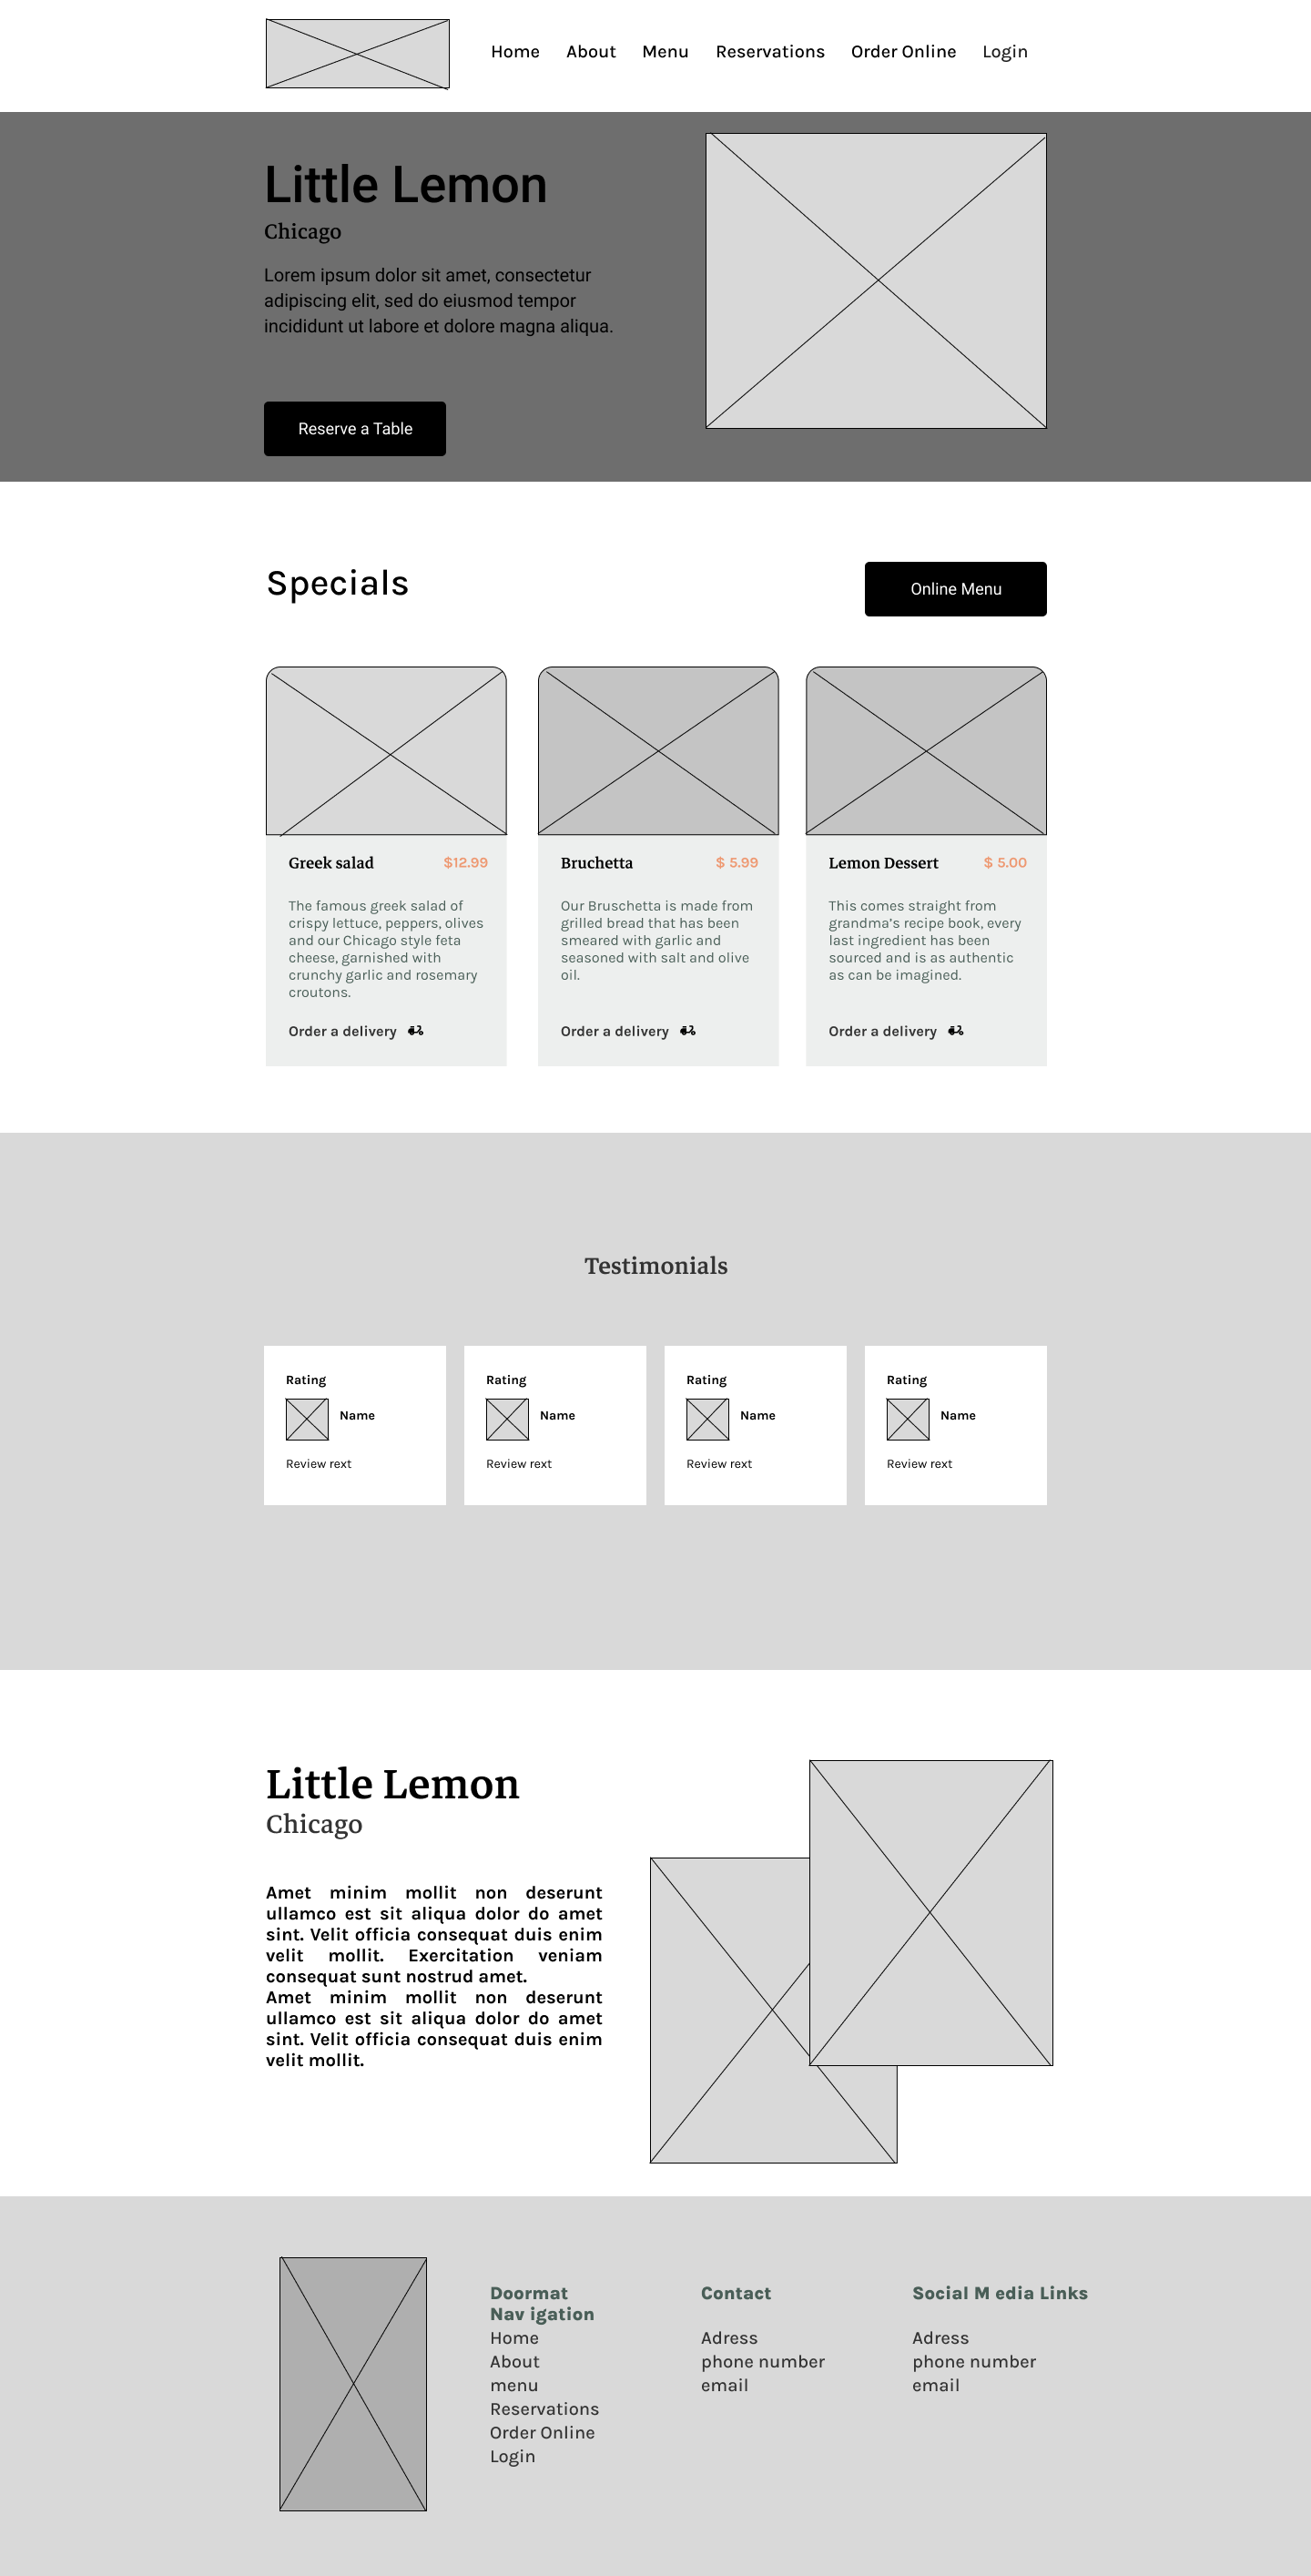 Home About Menu Reservations Order Online Login
Little Lemon
Chicago
Lorem ipsum dolor sit amet, consectetur
adipiscing elit, sed do eiusmod tempor
incididunt ut labore et dolore magna aliqua.
Reserve a Table
Specials
Online Menu
Greek salad $12.99
The famous greek salad of
crispy lettuce, peppers, olives
and our Chicago style feta
cheese, garnished with
crunchy garlic and rosemary
croutons.
Order a delivery
Bruchetta $ 5.99
Our Bruschetta is made from
grilled bread that has been
smeared with garlic and
seasoned with salt and olive
oil.
Order a delivery
Lemon Dessert $ 5.00
This comes straight from
grandma's recipe book, every
last ingredient has been
sourced and is as authentic
as can be imagined.
Order a delivery
Testimonials
Rating
Name
Review rext
Rating
Name
Review rext
Rating
Name
Review rext
Rating
Name
Review rext
Little Lemon
Chicago
Amet minim mollit non deserunt
ullamco est sit aliqua dolor do amet
sint. Velit officia consequat duis enim
velit mollit. Exercitation veniam
consequat sunt nostrud amet.
Amet minim mollit non deserunt
ullamco est sit aliqua dolor do amet
sint. Velit officia consequat duis enim
velit mollit.
Doormat
Nav igation
Home
About
menu
Reservations
Order Online
Login
Contact
Adress
phone number
email
Social M edia Links
Adress
phone number
email